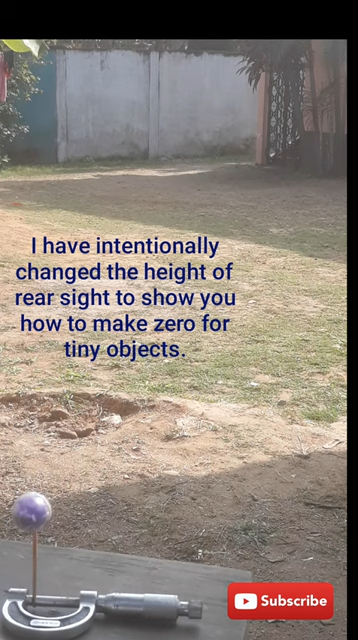 I have intentionally
changed the height of
rear sight to show you
how to make zero for
tiny objects.
Subscribe